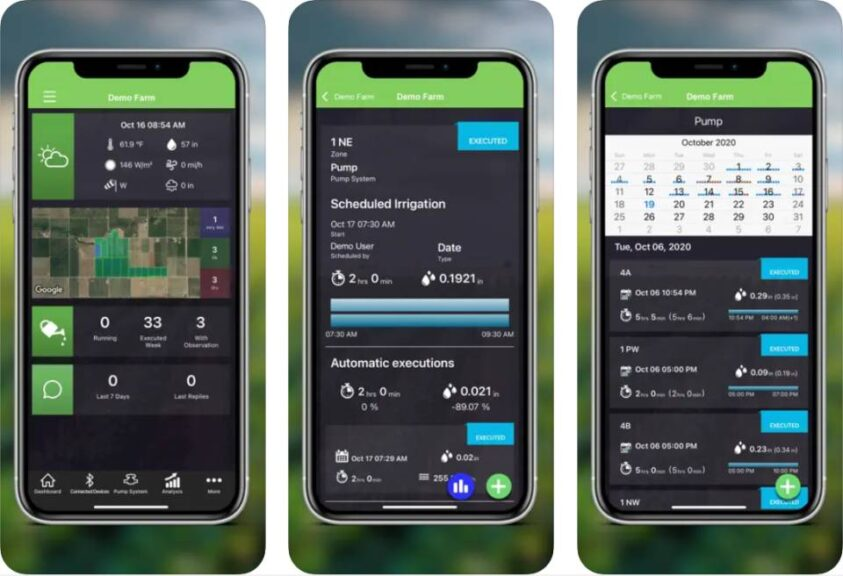 Demo Farm
Oct 16 08:54 AM
61.9 °F
57 in
146 W/m²
0 mi/h
W
0 in
Google
1
3
Ok
3
Dry
0
Running
33
Executed Week
3
With Observation
0
Last 7 Days
0
Last Replies
Dashboard
Connected Devices
Pump System
Analysis
More
Demo Farm
Demo Farm
1 NE
Zone
EXECUTED
Pump
Pump System
Scheduled Irrigation
Oct 17 07:30 AM
Start
Demo User
Scheduled by
Date
Type
2 hrs 0 min
0.1921 in
07:30 AM
09:30 AM
Automatic executions
2 hrs 0 min
0 %
0.021 in
-89.07 %
EXECUTED
Oct 17 07:29 AM
0.02 in
2 hrs 0 min
255
Demo Farm
Demo Farm
Pump
October 2020
Sun Mon Tue Wed Thu Fri Sat
27 28 29 30 1 2 3
4 5 6 7 8 9 10
11 12 13 14 15 16 17
18 19 20 21 22 23 24
25 26 27 28 29 30 31
1 2 3 4 5 6 7
Tue, Oct 06, 2020
4A
EXECUTED
Oct 06 10:54 PM
0.29 in (0.35 in)
5 hrs 5 min (5 hrs 6 min)
10:54 PM
04:00 AM(+1)
1 PW
EXECUTED
Oct 06 05:00 PM
0.09 in (0.19 in)
2 hrs 0 min (2 hrs 0 min)
05:00 PM
07:00 PM
4B
EXECUTED
Oct 06 05:00 PM
0.23 in (0.34 in)
5 hrs 0 min (5 hrs 0 min)
05:00 PM
10:00 PM
1 NW
EXECUTED